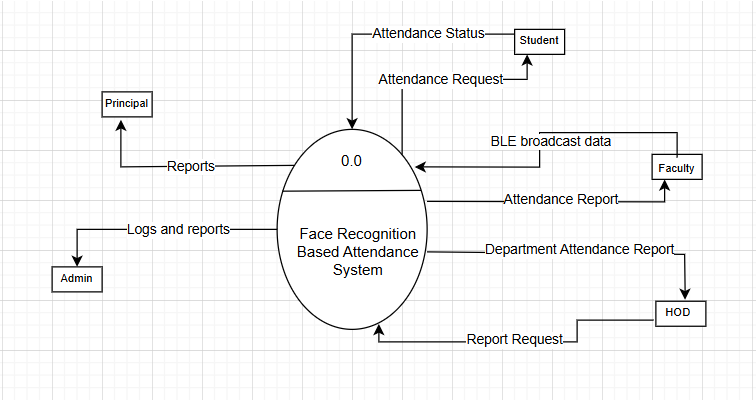 Attendance Status
Student
Attendance Request
Principal
BLE broadcast data
0.0
Reports
Faculty
Attendance Report
Logs and reports
Face Recognition
Based Attendance
System
Department Attendance Report
Admin
HOD
Report Request